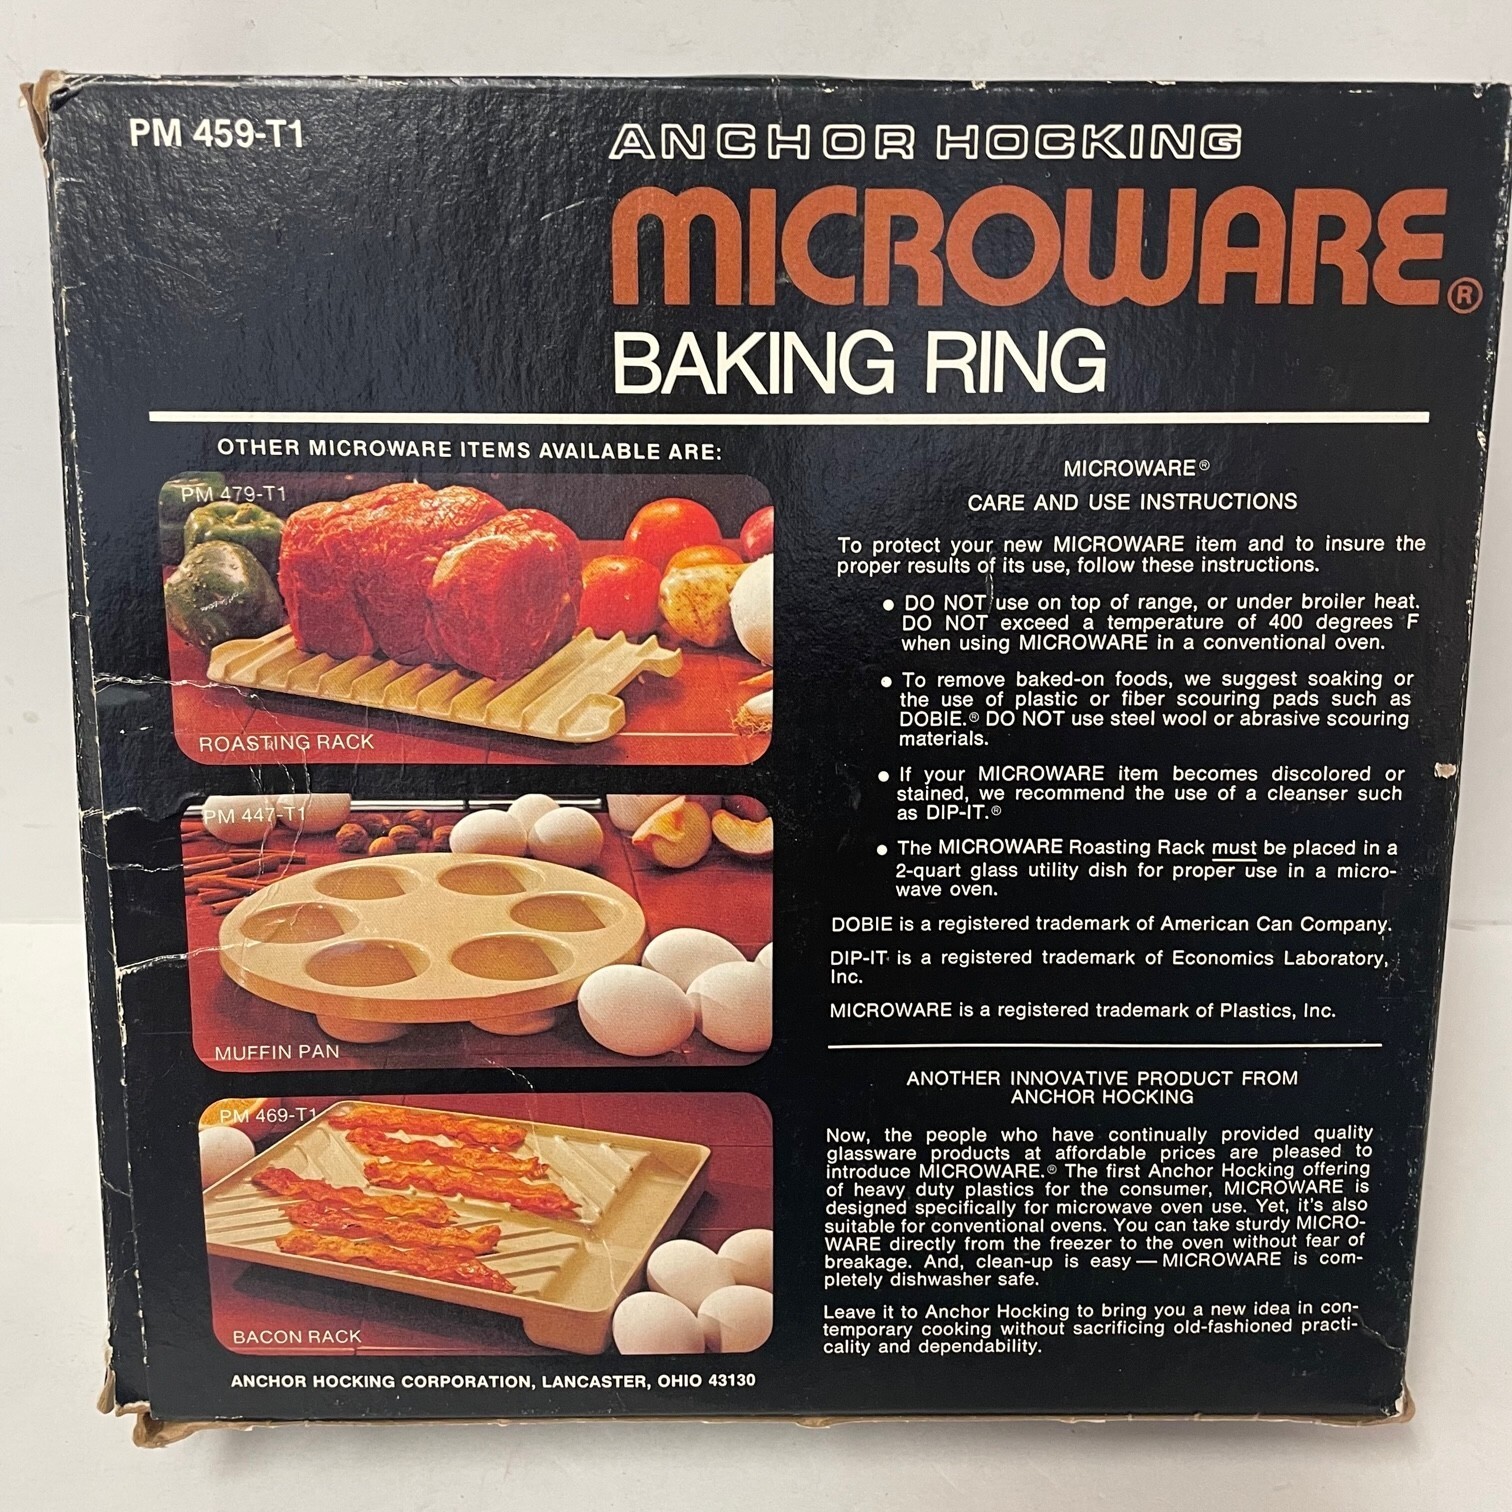 PM 459-T1
ANCHOR HOCKING
MICROWARE®
BAKING RING
OTHER MICROWARE ITEMS AVAILABLE ARE:
PM 479-T1
ROASTING RACK
PM 447-T1
MUFFIN PAN
PM 469-T1
BACON RACK
ANCHOR HOCKING CORPORATION, LANCASTER, OHIO 43130
MICROWARE®
CARE AND USE INSTRUCTIONS
To protect your new MICROWARE item and to insure the
proper results of its use, follow these instructions.
● DO NOT use on top of range, or under broiler heat.
DO NOT exceed a temperature of 400 degrees F
when using MICROWARE in a conventional oven.
● To remove baked-on foods, we suggest soaking or
the use of plastic or fiber scouring pads such as
DOBIE.® DO NOT use steel wool or abrasive scouring
materials.
● If your MICROWARE item becomes discolored or
stained, we recommend the use of a cleanser such
as DIP-IT.®
● The MICROWARE Roasting Rack must be placed in a
2-quart glass utility dish for proper use in a micro-
wave oven.
DOBIE is a registered trademark of American Can Company.
DIP-IT is a registered trademark of Economics Laboratory,
Inc.
MICROWARE is a registered trademark of Plastics, Inc.
ANOTHER INNOVATIVE PRODUCT FROM
ANCHOR HOCKING
Now, the people who have continually provided quality
glassware products at affordable prices are pleased to
introduce MICROWARE.® The first Anchor Hocking offering
of heavy duty plastics for the consumer, MICROWARE is
designed specifically for microwave oven use. Yet, it's also
suitable for conventional ovens. You can take sturdy MICRO-
WARE directly from the freezer to the oven without fear of
breakage. And, clean-up is easy — MICROWARE is com-
pletely dishwasher safe.
Leave it to Anchor Hocking to bring you a new idea in con-
temporary cooking without sacrificing old-fashioned practi-
cality and dependability.